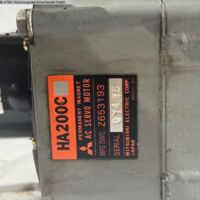 HA200C
PERMANENT MAGNET
AC SERVO MOTOR
MFG DWG. Z653193
SERIAL
MITSUBISHI ELECTRIC CORP.
JAPAN